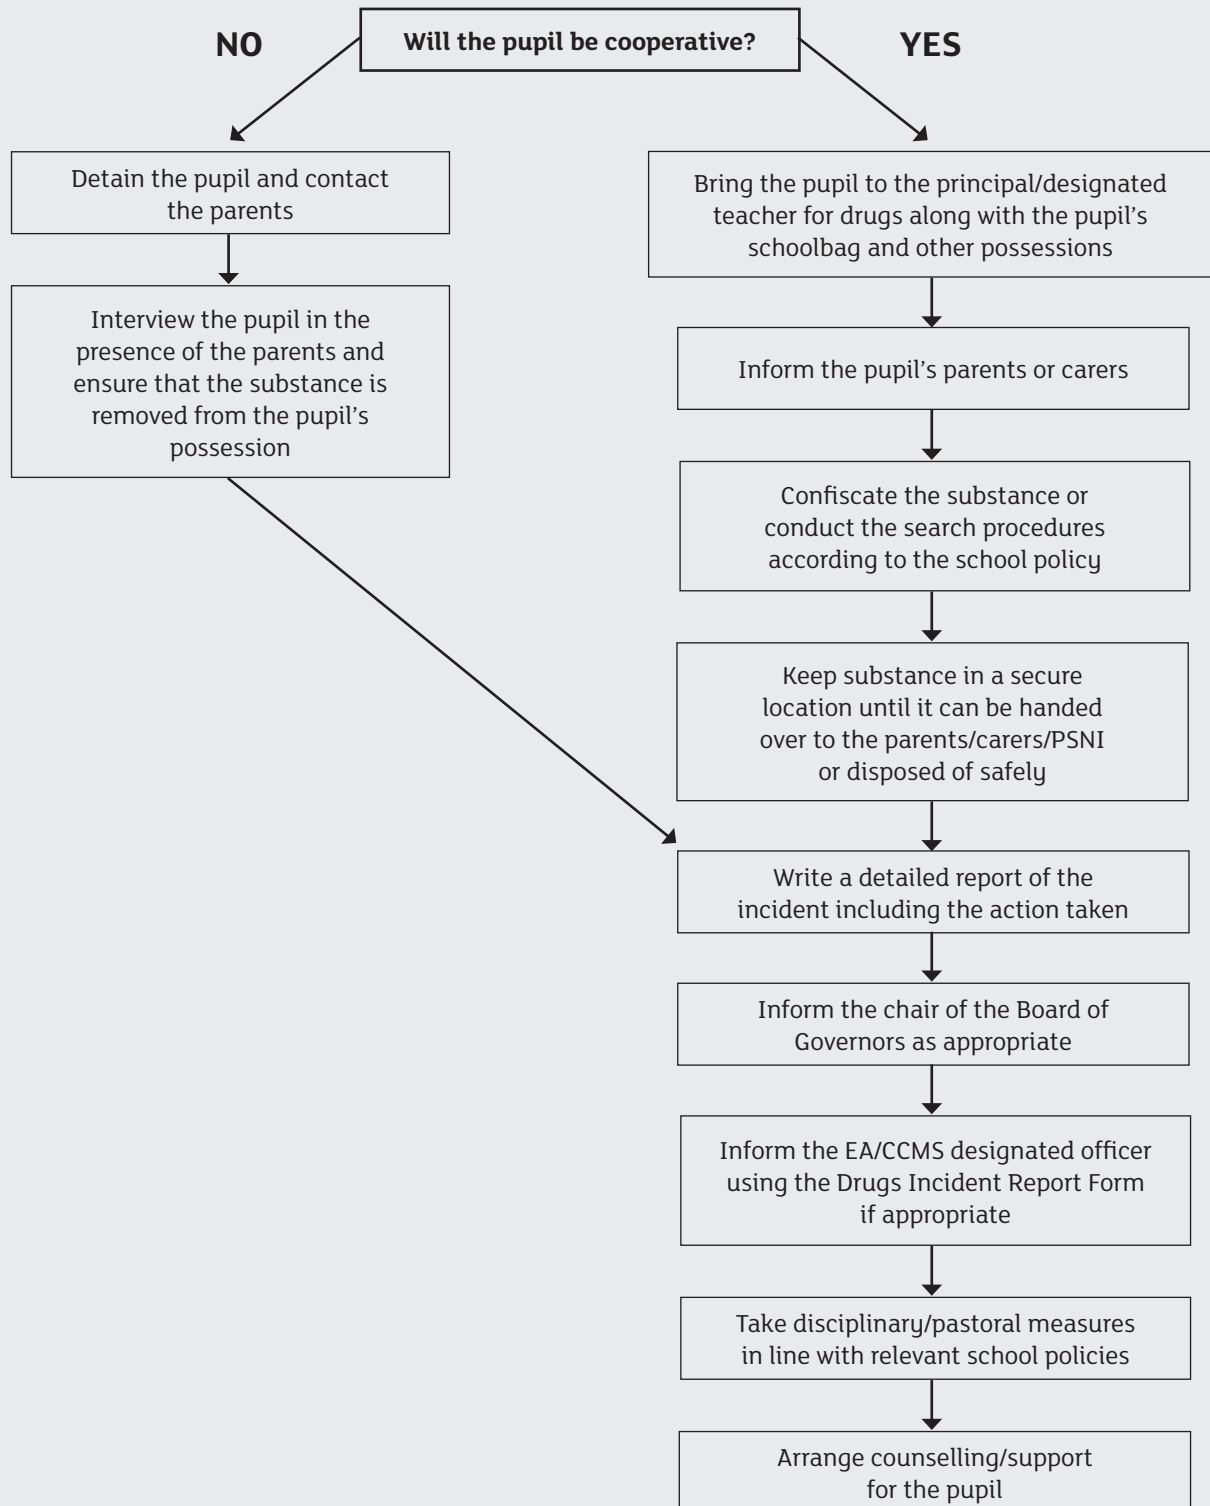 Will the pupil be cooperative?
NO
YES
Detain the pupil and contact
the parents
Interview the pupil in the
presence of the parents and
ensure that the substance is
removed from the pupil's
possession
Bring the pupil to the principal/designated
teacher for drugs along with the pupil's
schoolbag and other possessions
Inform the pupil's parents or carers
Confiscate the substance or
conduct the search procedures
according to the school policy
Keep substance in a secure
location until it can be handed
over to the parents/carers/PSNI
or disposed of safely
Write a detailed report of the
incident including the action taken
Inform the chair of the Board of
Governors as appropriate
Inform the EA/CCMS designated officer
using the Drugs Incident Report Form
if appropriate
Take disciplinary/pastoral measures
in line with relevant school policies
Arrange counselling/support
for the pupil